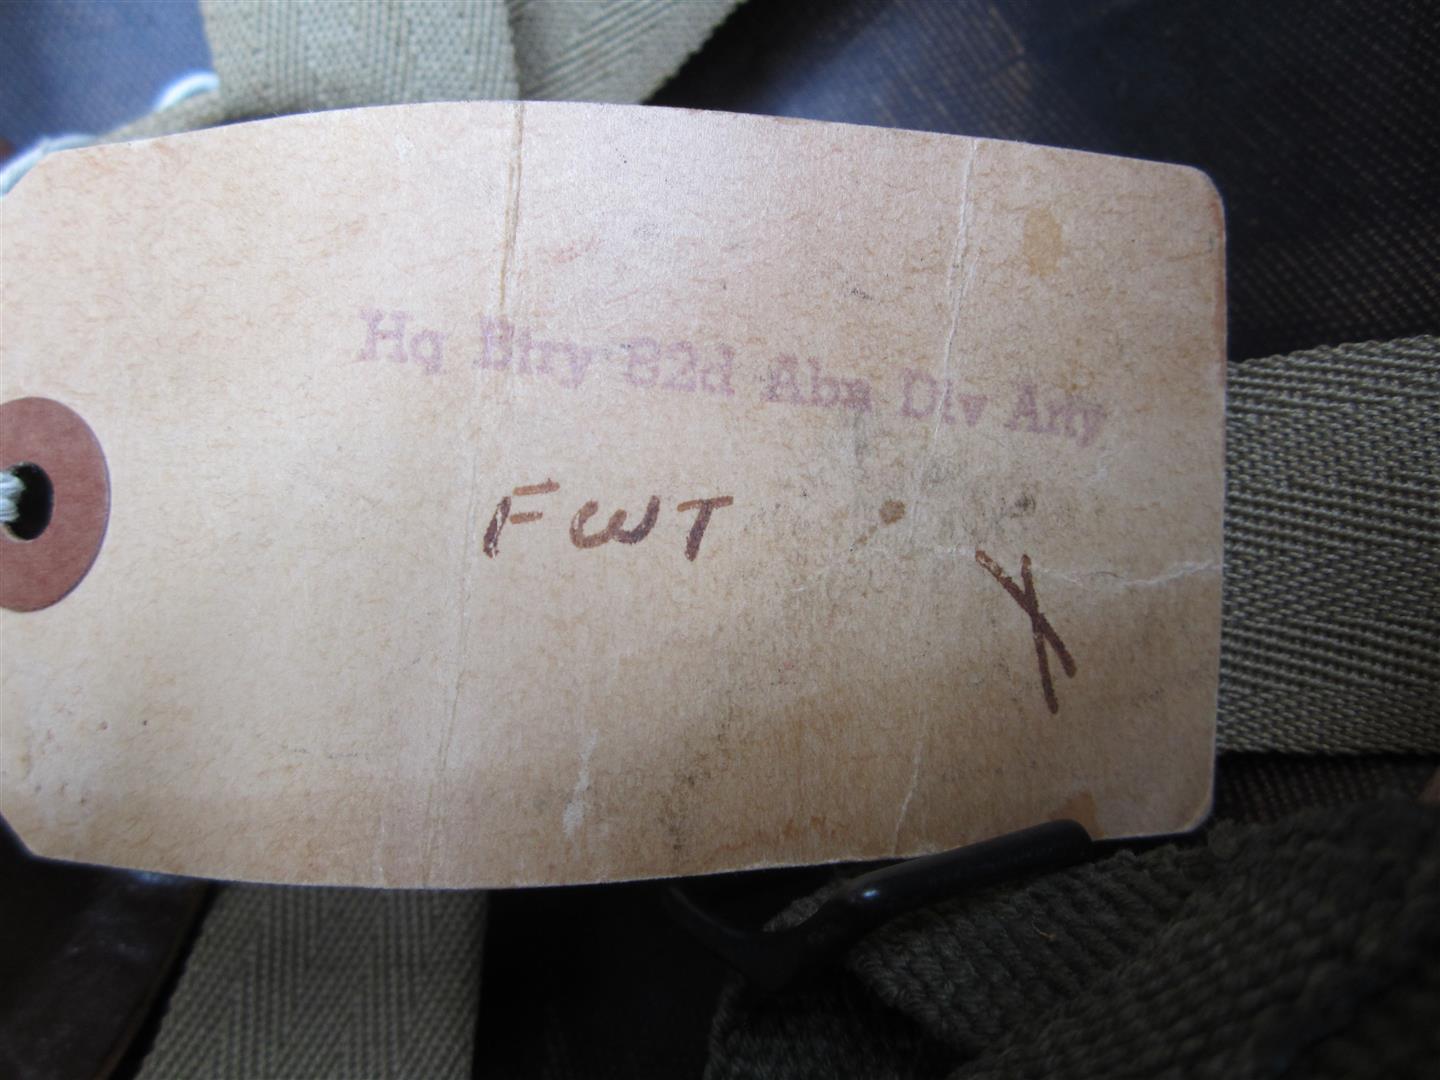 Hq Btry 82d Abn Div Arty
FWT
X